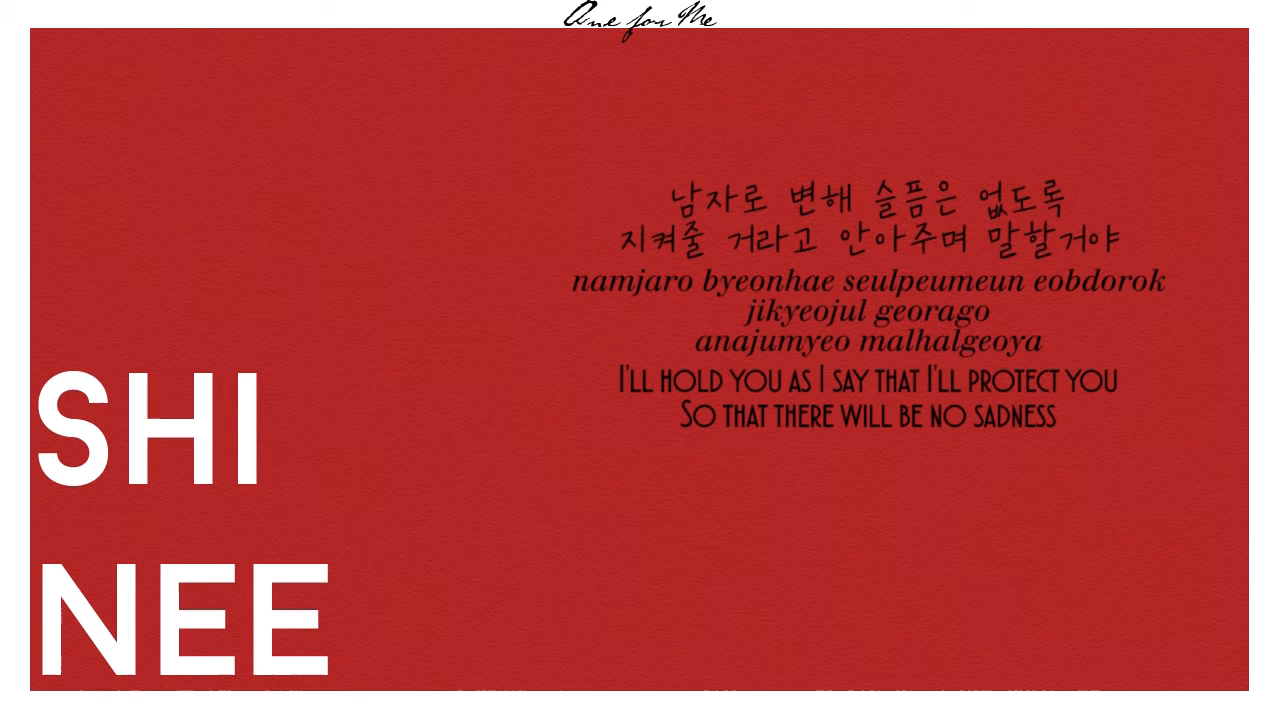 One for Me
남자로 변해 슬픔은 없도록
지켜줄 거라고 안아주며 말할거야
namjaro byeonhae seulpeumeun eobdorok
jikyeojul georago
anajumyeo malhalgeoya
I'LL HOLD YOU AS I SAY THAT I'LL PROTECT YOU
SO THAT THERE WILL BE NO SADNESS
SHI
NEE